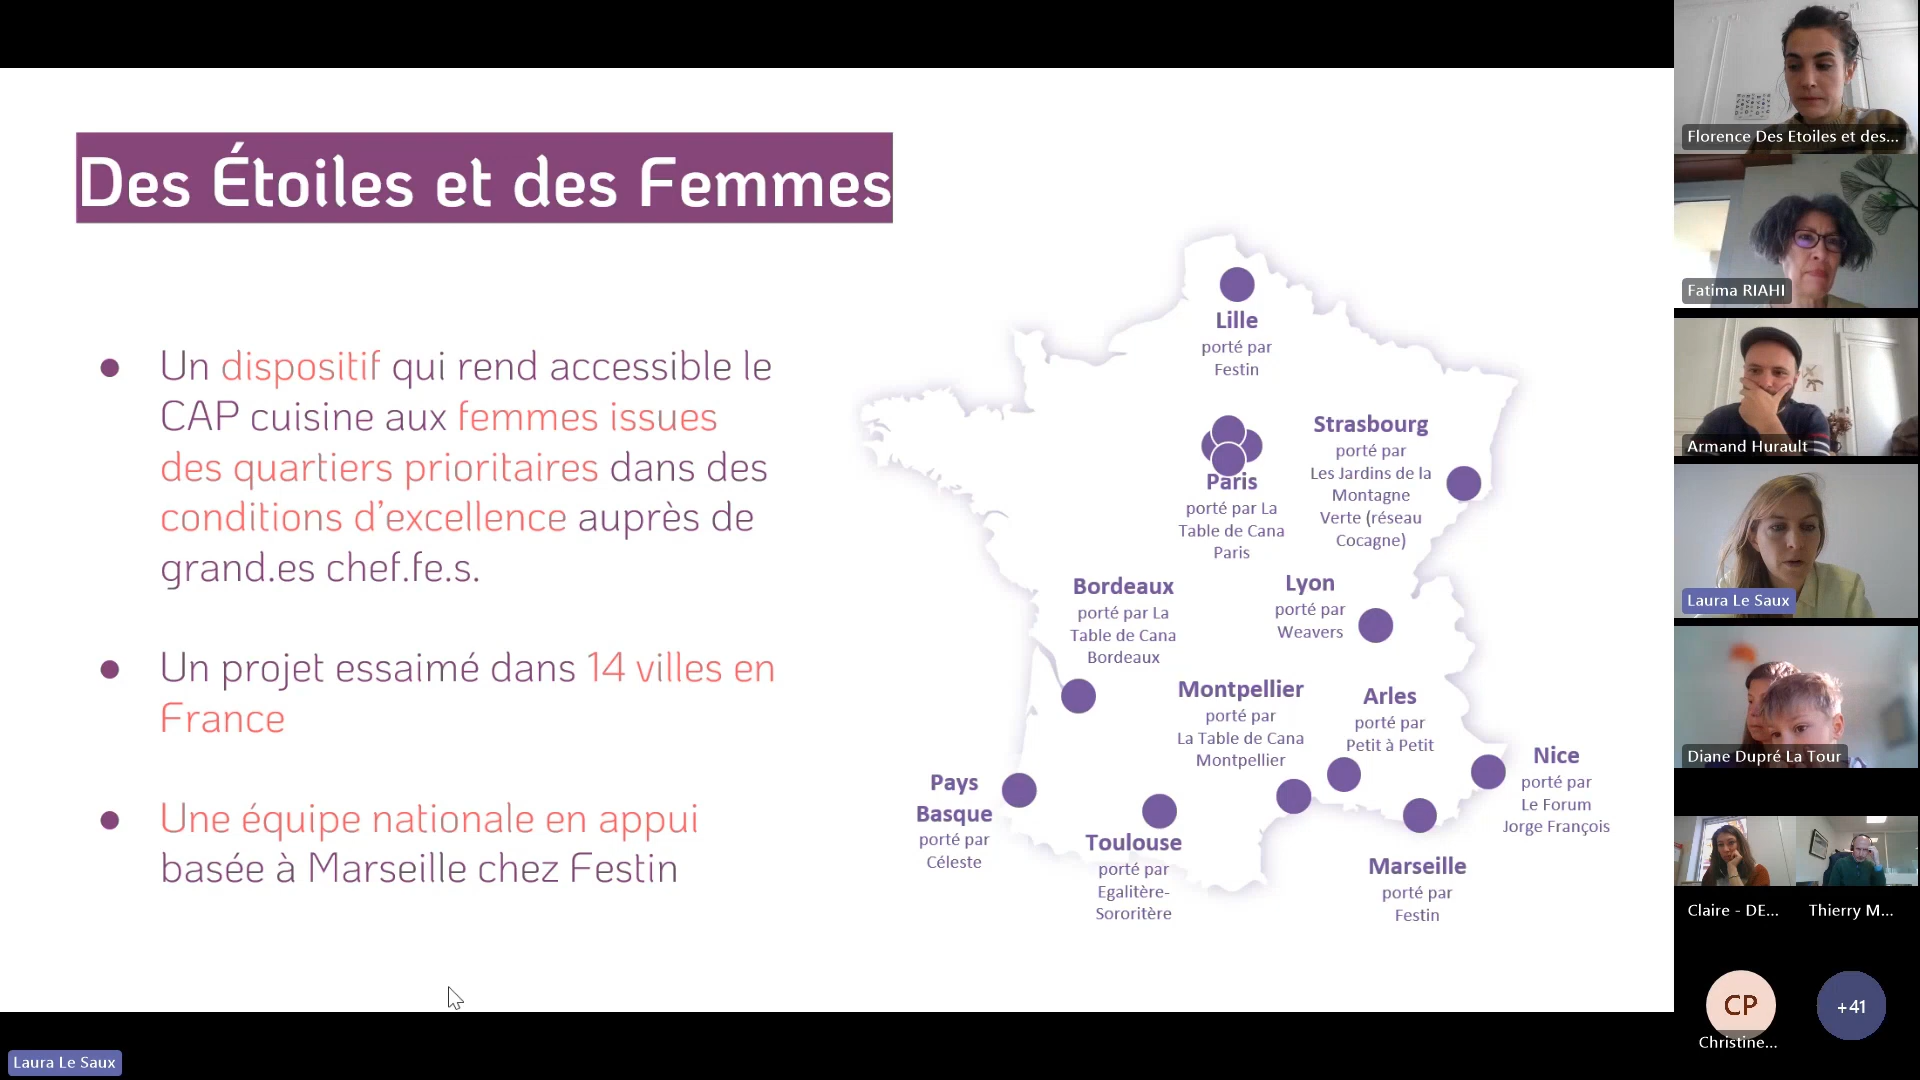 Des Étoiles et des Femmes
Un dispositif qui rend accessible le
CAP cuisine aux femmes issues
des quartiers prioritaires dans des
conditions d'excellence auprès de
grand.es chef.fe.s.
Un projet essaimé dans 14 villes en
France
Une équipe nationale en appui
basée à Marseille chez Festin
Lille
porté par
Festin
Paris
porté par La
Table de Cana
Paris
Strasbourg
porté par
Les Jardins de la
Montagne
Verte (réseau
Cocagne)
Bordeaux
porté par La
Table de Cana
Bordeaux
Lyon
porté par
Weavers
Montpellier
porté par
La Table de Cana
Montpellier
Arles
porté par
Petit à Petit
Nice
porté par
Le Forum
Jorge François
Pays
Basque
porté par
Céleste
Toulouse
porté par
Egalitère-
Sororitère
Marseille
porté par
Festin
Florence Des Etoiles et des...
Fatima RIAHI
Armand Hurault
Laura Le Saux
Diane Dupré La Tour
Claire - DE...
Thierry M...
CP
Christine...
+41
Laura Le Saux